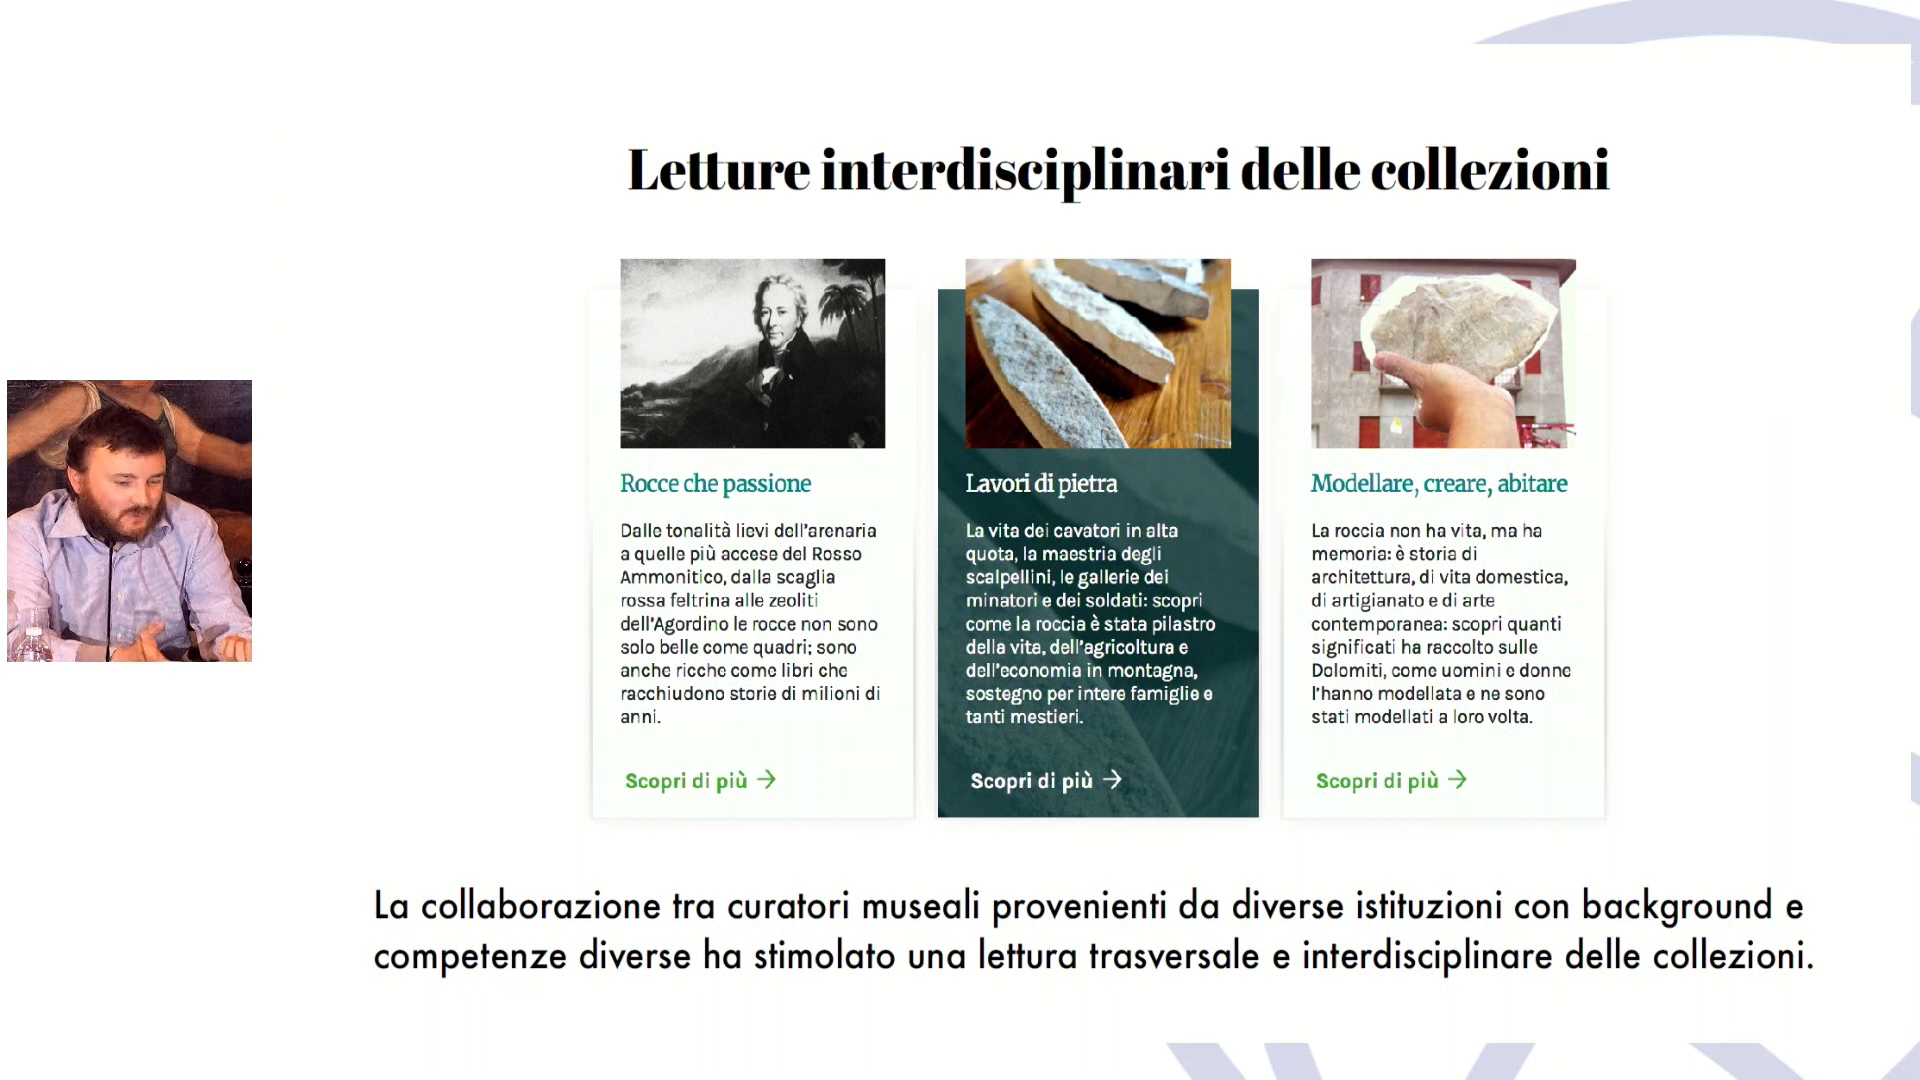 Letture interdisciplinari delle collezioni
Rocce che passione
Dalle tonalità lievi dell'arenaria
a quelle più accese del Rosso
Ammonitico, dalla scaglia
rossa feltrina alle zeoliti
dell'Agordino le rocce non sono
solo belle come quadri; sono
anche ricche come libri che
racchiudono storie di milioni di
anni.
Scopri di più →
Lavori di pietra
La vita dei cavatori in alta
quota, la maestria degli
scalpellini, le gallerie dei
minatori e dei soldati: scopri
come la roccia è stata pilastro
della vita, dell'agricoltura e
dell'economia in montagna,
sostegno per intere famiglie e
tanti mestieri.
Scopri di più →
Modellare, creare, abitare
La roccia non ha vita, ma ha
memoria: è storia di
architettura, di vita domestica,
di artigianato e di arte
contemporanea: scopri quanti
significati ha raccolto sulle
Dolomiti, come uomini e donne
l'hanno modellata e ne sono
stati modellati a loro volta.
Scopri di più →
La collaborazione tra curatori museali provenienti da diverse istituzioni con background e
competenze diverse ha stimolato una lettura trasversale e interdisciplinare delle collezioni.